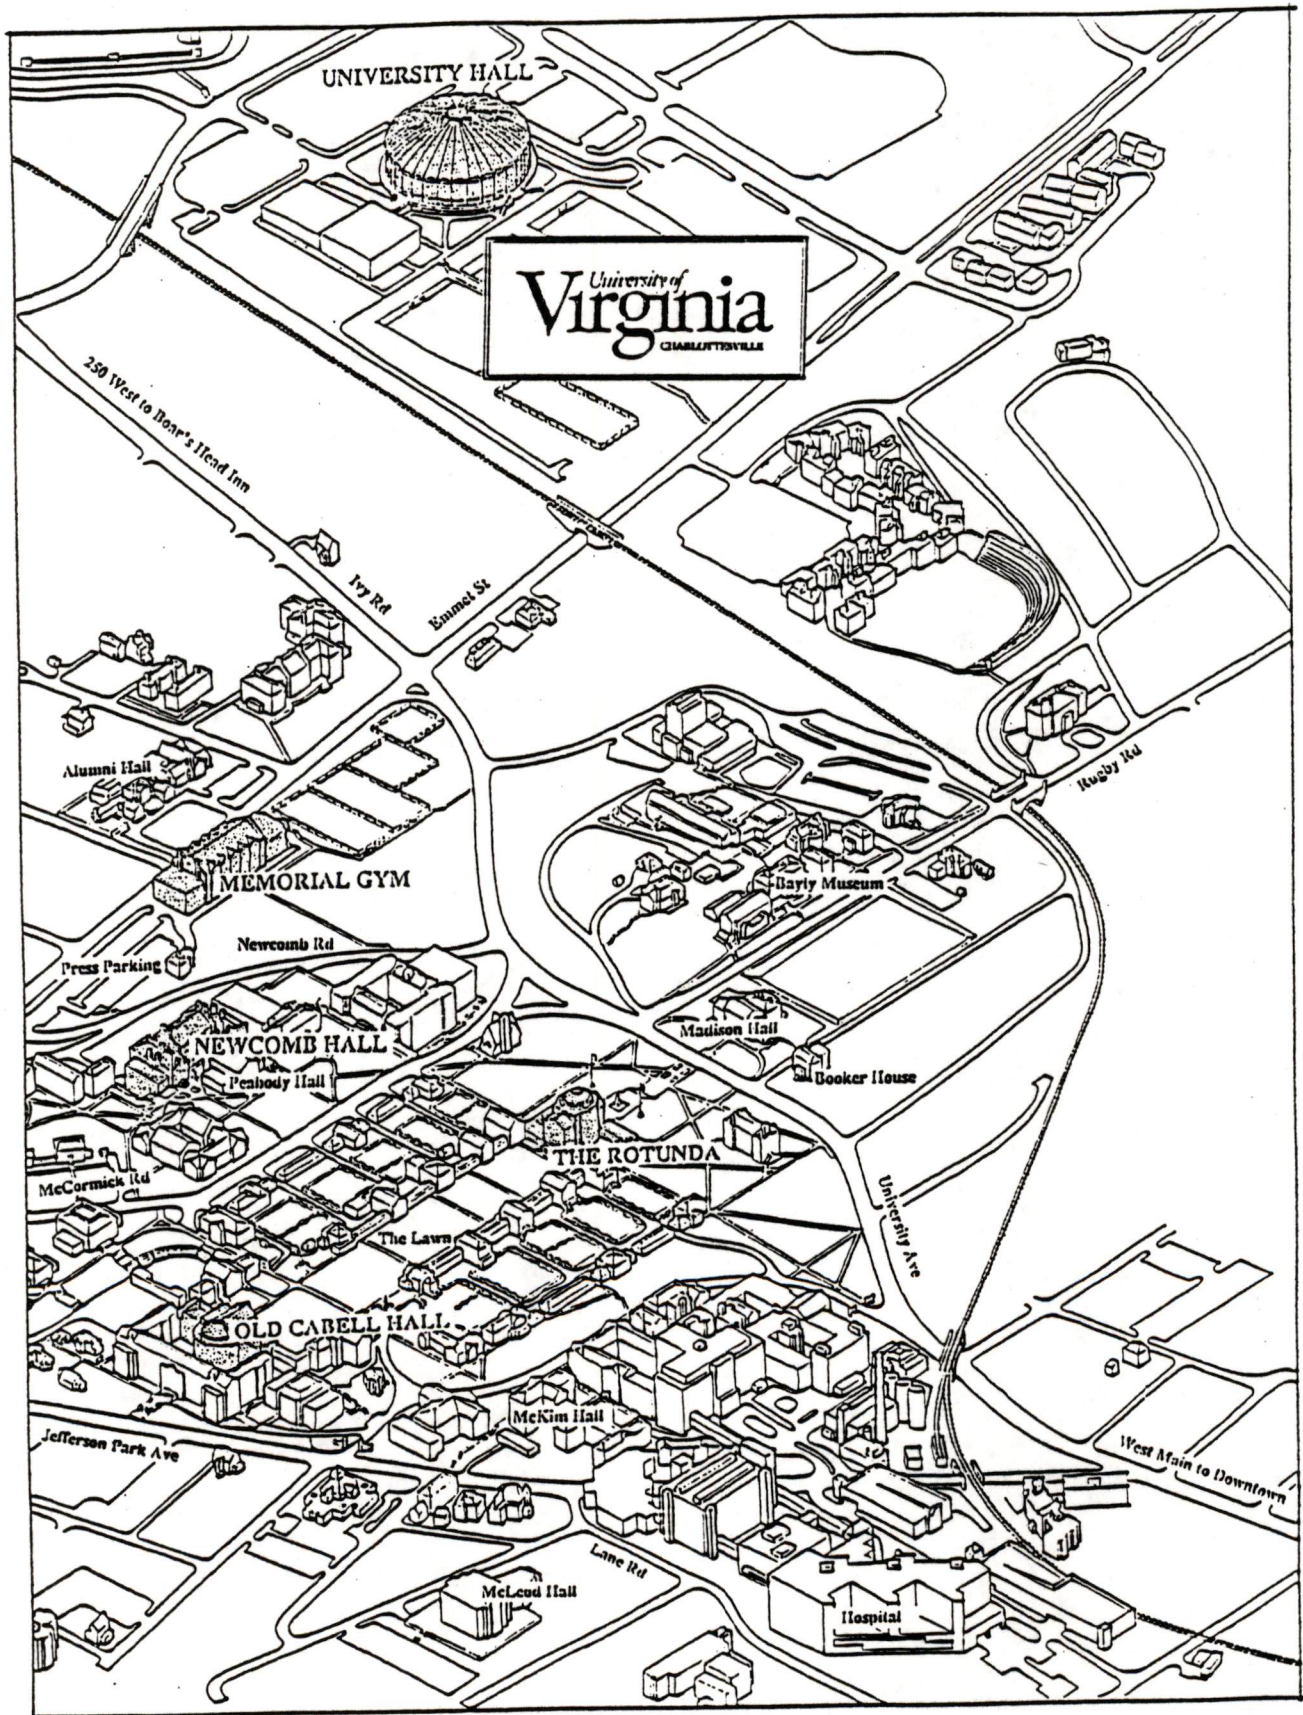 UNIVERSITY HALL
University of
Virginia
CHARLOTTESVILLE
250 West to Boar's Head Inn
Ivy Rd
Emmet St
Rugby Rd
Alumni Hall
MEMORIAL GYM
Bayly Museum
Newcomb Rd
Press Parking
Madison Hall
NEWCOMB HALL
Peabody Hall
Booker House
THE ROTUNDA
McCormick Rd
University Ave
The Lawn
OLD CABELL HALL
McKim Hall
Jefferson Park Ave
West Main to Downtown
Lane Rd
McLeod Hall
Hospital